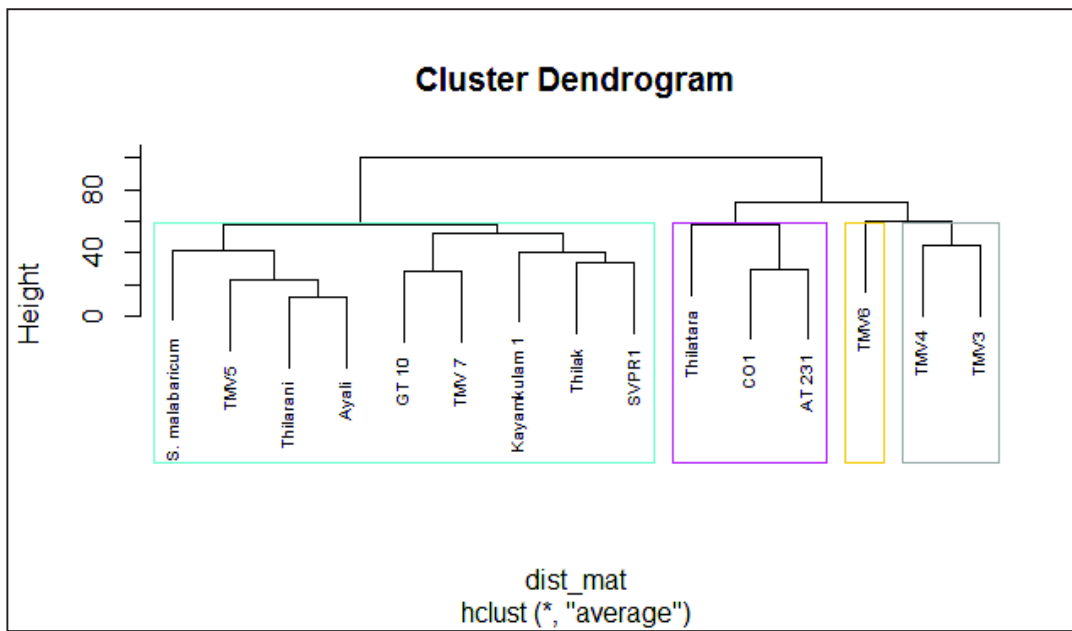 Cluster Dendrogram
Height
0
40
80
S. malabaricum
TMV5
Thilarani
Ayali
GT 10
TMV 7
Kayamkulam 1
Thilak
SVPR1
Thilatara
CO1
AT 231
TMV6
TMV4
TMV3
dist_mat
hclust (*, "average")